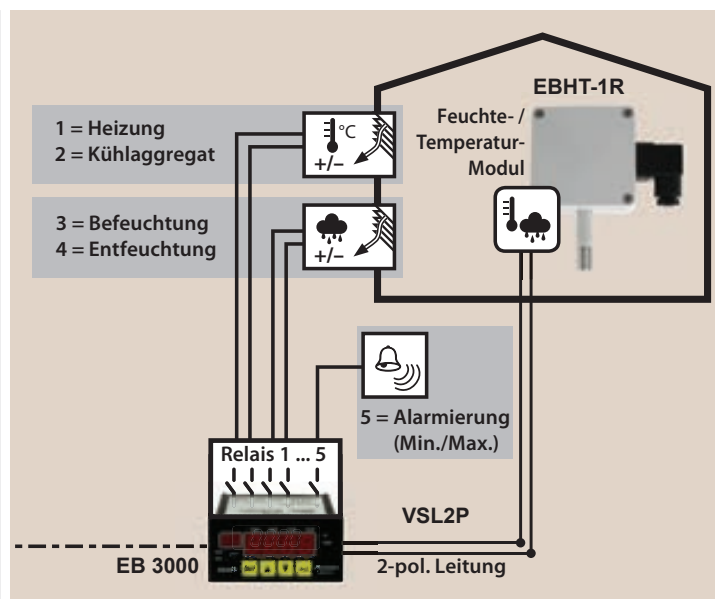 EBHT-1R
Feuchte- /
Temperatur-
Modul
1 = Heizung
2 = Kühlaggregat
°C
+/–
3 = Befeuchtung
4 = Entfeuchtung
+/–
5 = Alarmierung
(Min./Max.)
Relais 1 ... 5
VSL2P
EB 3000
2-pol. Leitung